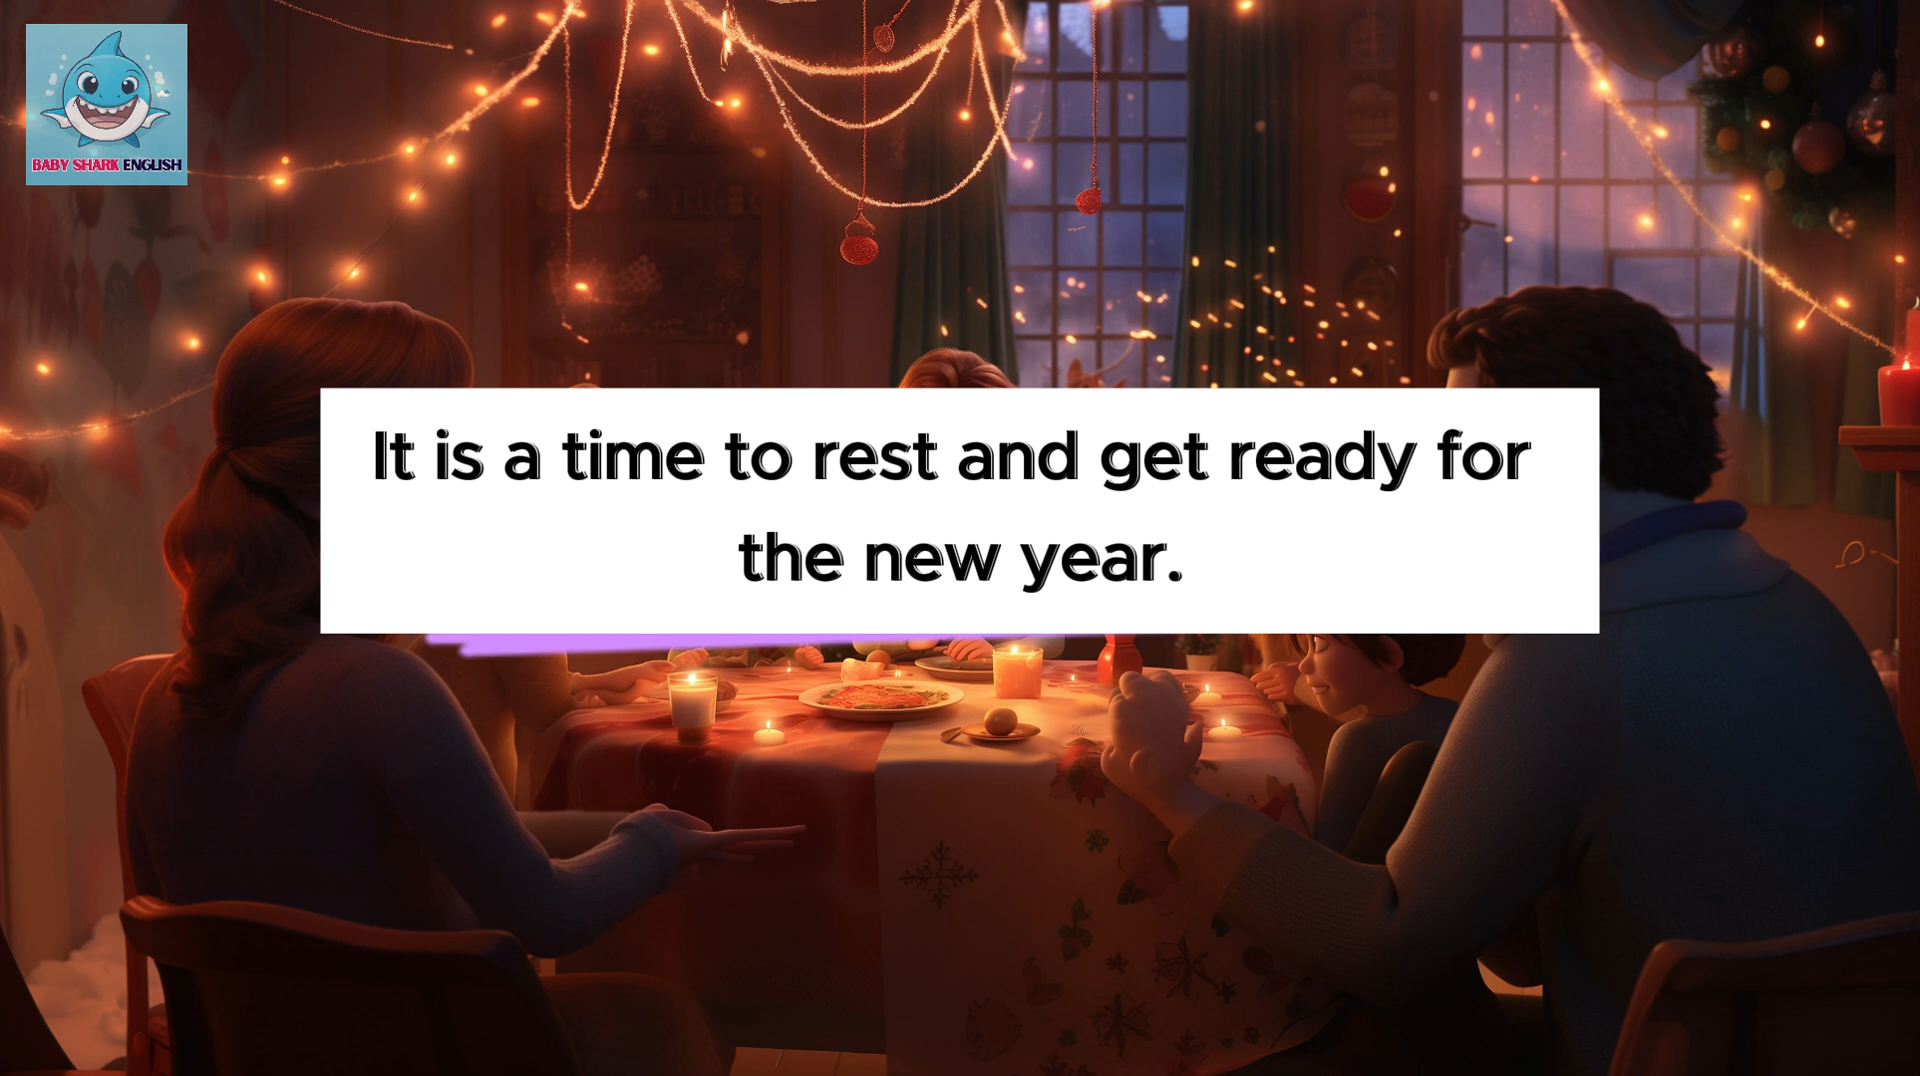 BABY SHARK ENGLISH
It is a time to rest and get ready for
the new year.